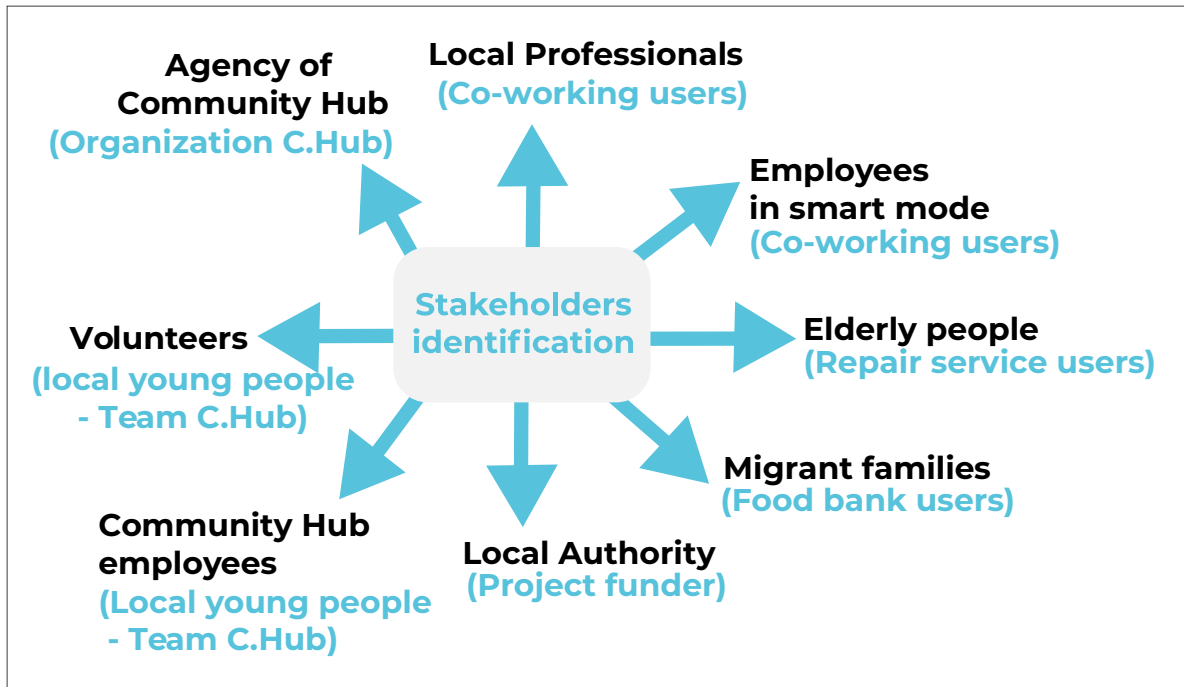 Agency of
Community Hub
(Organization C.Hub)
Local Professionals
(Co-working users)
Employees
in smart mode
(Co-working users)
Stakeholders
identification
Volunteers
(local young people
- Team C.Hub)
Elderly people
(Repair service users)
Migrant families
(Food bank users)
Community Hub
employees
(Local young people
- Team C.Hub)
Local Authority
(Project funder)